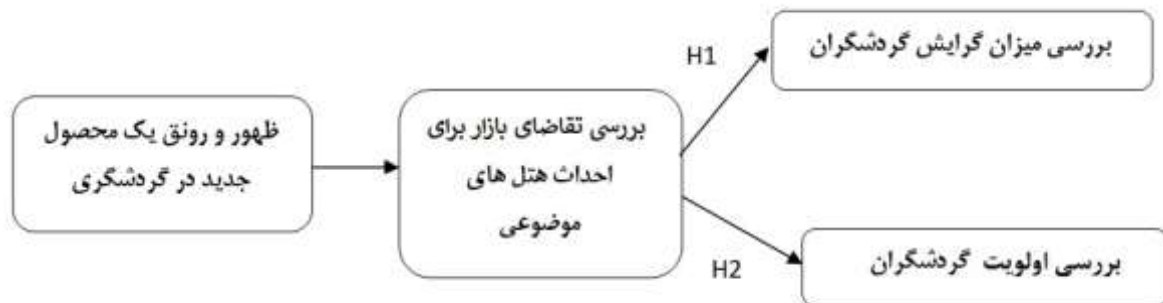 بررسی میزان گرایش گردشگران
H1
ظهور و رونق یک محصول
جدید در گردشگری
بررسی تقاضای بازار برای
احداث هتل های
موضوعی
H2
بررسی اولویت گردشگران